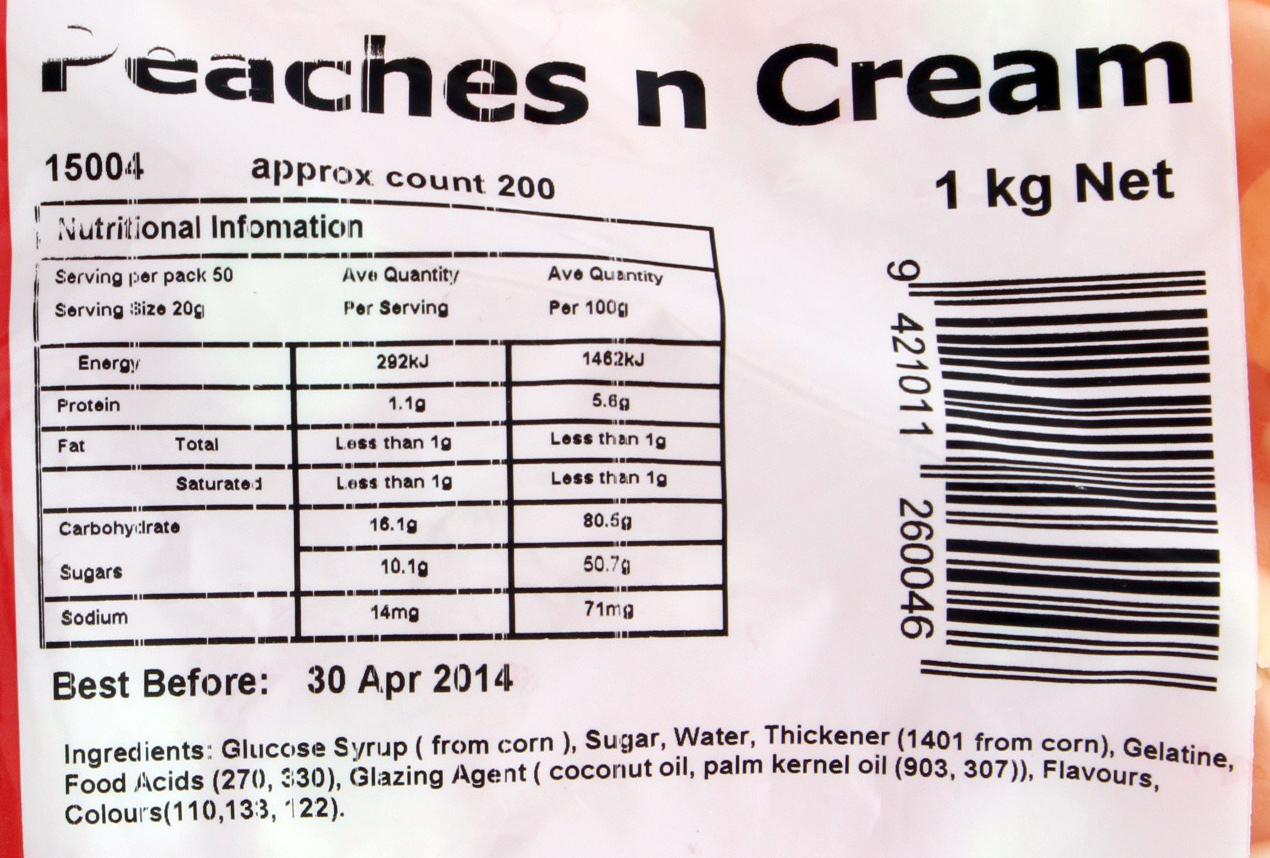 Peaches n Cream
15004 approx count 200 1 kg Net
Nutritional Infomation
Serving per pack 50 Ave Quantity Ave Quantity
Serving Size 20g Per Serving Per 100g
Energy 292kJ 1462kJ
Protein 1.1g 5.6g
Fat Total Less than 1g Less than 1g
Saturated Less than 1g Less than 1g
Carbohydrate 16.1g 80.5g
Sugars 10.1g 50.7g
Sodium 14mg 71mg
9 421011 260046
Best Before: 30 Apr 2014
Ingredients: Glucose Syrup ( from corn ), Sugar, Water, Thickener (1401 from corn), Gelatine,
Food Acids (270, 330), Glazing Agent ( coconut oil, palm kernel oil (903, 307)), Flavours,
Colours(110,133, 122).